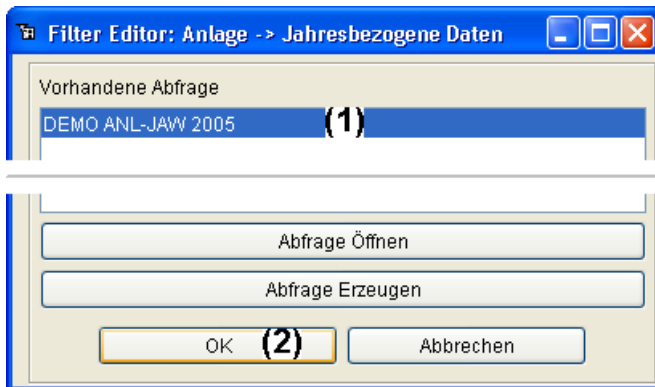 Filter Editor: Anlage -> Jahresbezogene Daten
Vorhandene Abfrage
DEMO ANL-JAW 2005 (1)
Abfrage Öffnen
Abfrage Erzeugen
OK (2) Abbrechen